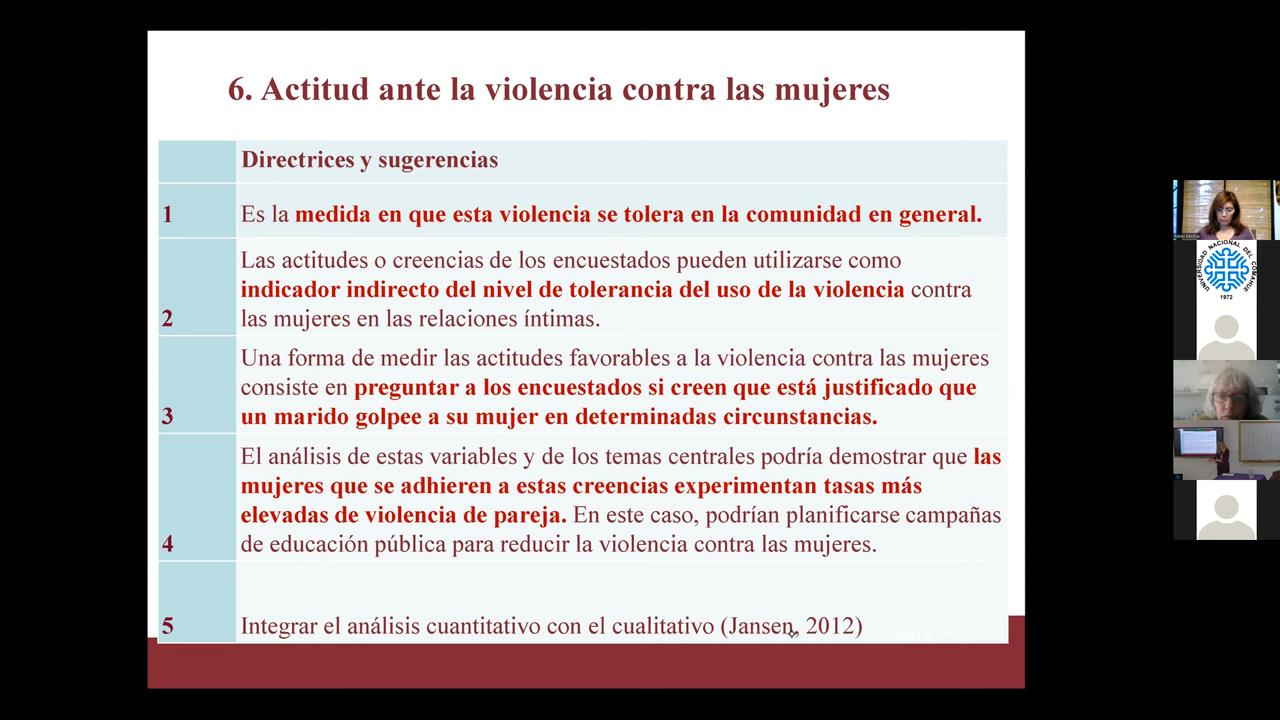 6. Actitud ante la violencia contra las mujeres
Directrices y sugerencias
1 Es la medida en que esta violencia se tolera en la comunidad en general.
Las actitudes o creencias de los encuestados pueden utilizarse como
indicador indirecto del nivel de tolerancia del uso de la violencia contra
2 las mujeres en las relaciones íntimas.
Una forma de medir las actitudes favorables a la violencia contra las mujeres
consiste en preguntar a los encuestados si creen que está justificado que
3 un marido golpee a su mujer en determinadas circunstancias.
El análisis de estas variables y de los temas centrales podría demostrar que las
mujeres que se adhieren a estas creencias experimentan tasas más
elevadas de violencia de pareja. En este caso, podrían planificarse campañas
4 de educación pública para reducir la violencia contra las mujeres.
5 Integrar el análisis cuantitativo con el cualitativo (Jansen, 2012)
UNIVERSIDAD NACIONAL DEL COMAHUE
1972